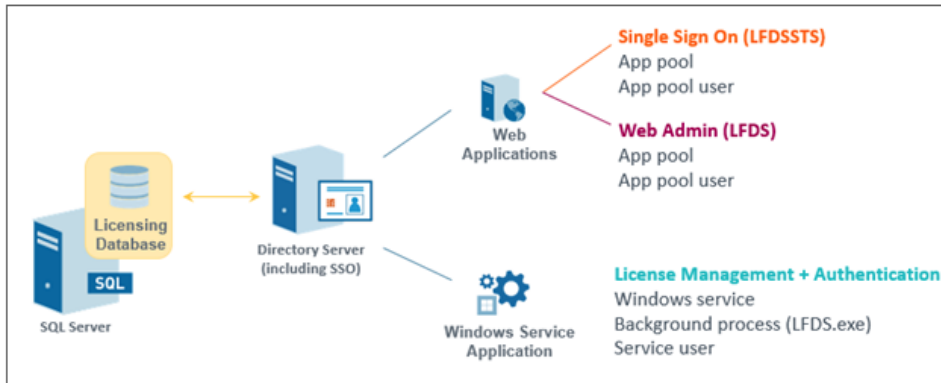 Single Sign On (LFDSSTS)
App pool
App pool user
Web
Applications
Web Admin (LFDS)
App pool
App pool user
Licensing
Database
SQL
SQL Server
Directory Server
(including SSO)
Windows Service
Application
License Management + Authentication
Windows service
Background process (LFDS.exe)
Service user